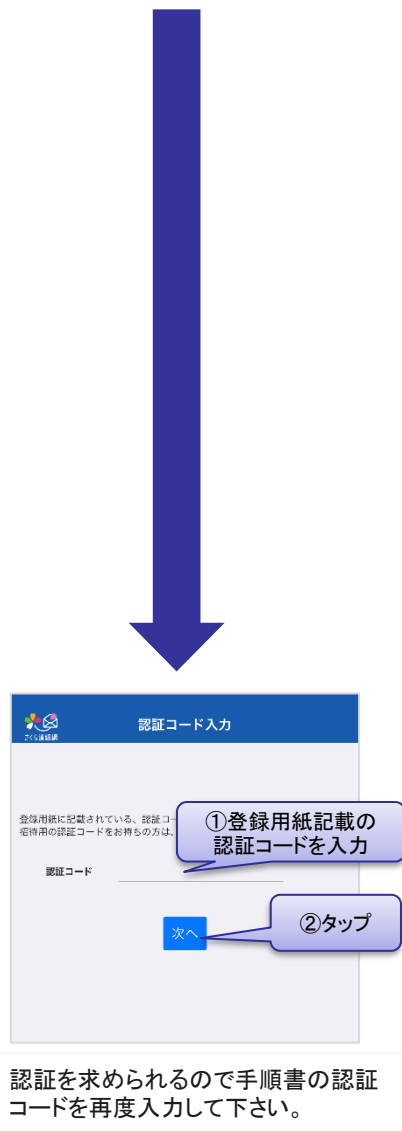 さくら連絡網
認証コード入力
登録用紙に記載されている、認証コー
招待用の認証コードをお持ちの方は、
①登録用紙記載の
認証コードを入力
認証コード
次へ
②タップ
認証を求められるので手順書の認証
コードを再度入力して下さい。